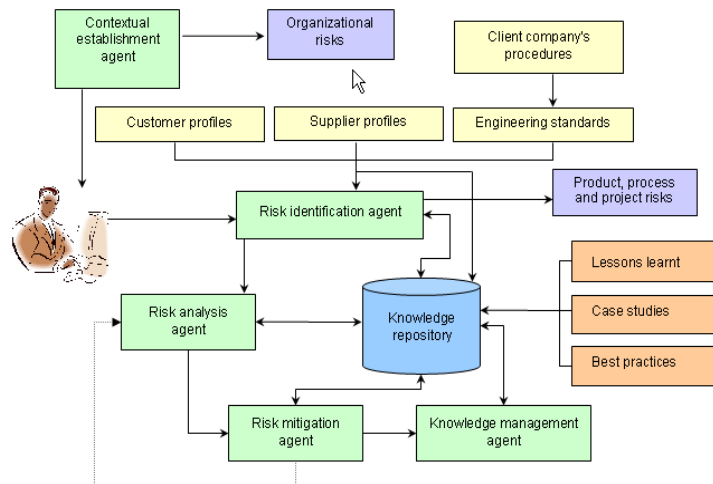 Contextual
establishment
agent
Organizational
risks
Client company's
procedures
Customer profiles
Supplier profiles
Engineering standards
Product, process
and project risks
Risk identification agent
Lessons learnt
Risk analysis
agent
Knowledge
repository
Case studies
Best practices
Risk mitigation
agent
Knowledge management
agent